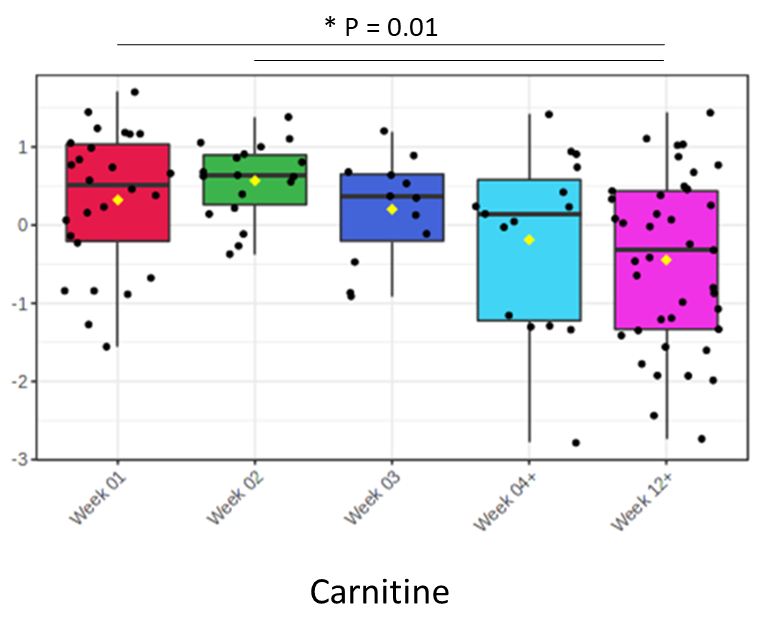 * P = 0.01
1
0
-1
-2
-3
Week 01
Week 02
Week 03
Week 04+
Week 12+
Carnitine